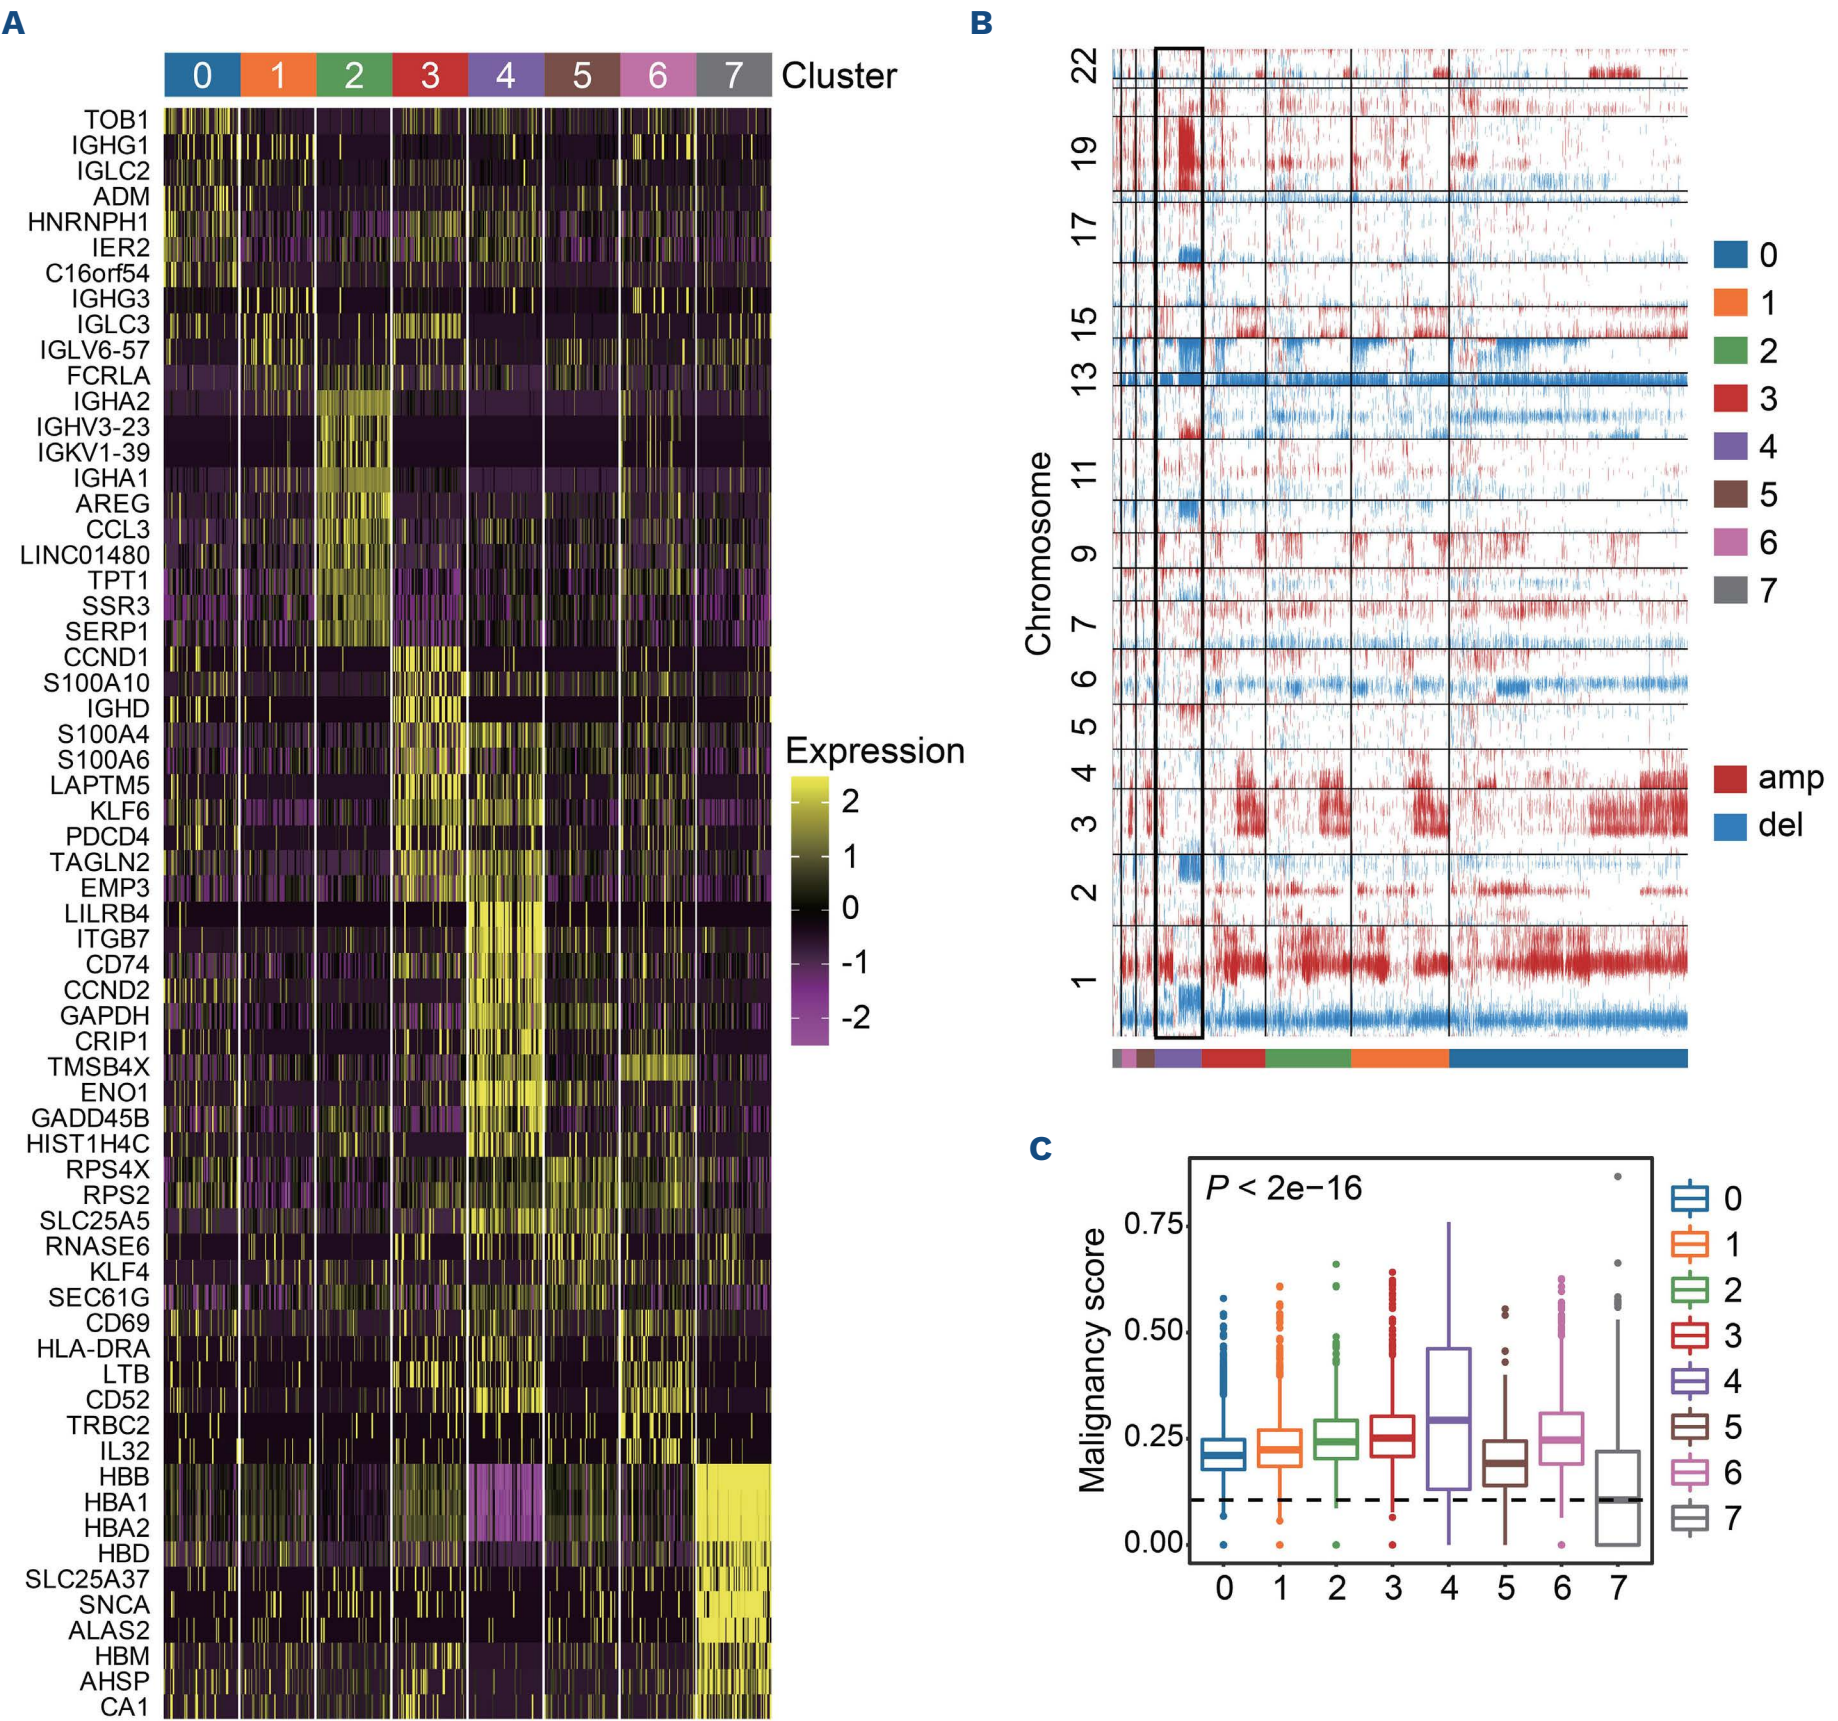 A
0 1 2 3 4 5 6 7 Cluster
TOB1
IGHG1
IGLC2
ADM
HNRNPH1
IER2
C16orf54
IGHG3
IGLC3
IGLV6-57
FCRLA
IGHA2
IGHV3-23
IGKV1-39
IGHA1
AREG
CCL3
LINC01480
TPT1
SSR3
SERP1
CCND1
S100A10
IGHD
S100A4
S100A6
LAPTM5
KLF6
PDCD4
TAGLN2
EMP3
LILRB4
ITGB7
CD74
CCND2
GAPDH
CRIP1
TMSB4X
ENO1
GADD45B
HIST1H4C
RPS4X
RPS2
SLC25A5
RNASE6
KLF4
SEC61G
CD69
HLA-DRA
LTB
CD52
TRBC2
IL32
HBB
HBA1
HBA2
HBD
SLC25A37
SNCA
ALAS2
HBM
AHSP
CA1
Expression
2
1
0
-1
-2
B
Chromosome
22
19
17
15
13
11
9
7
6
5
4
3
2
1
0
1
2
3
4
5
6
7
amp
del
C
P < 2e−16
Malignancy score
0.75
0.50
0.25
0.00
0 1 2 3 4 5 6 7
0
1
2
3
4
5
6
7